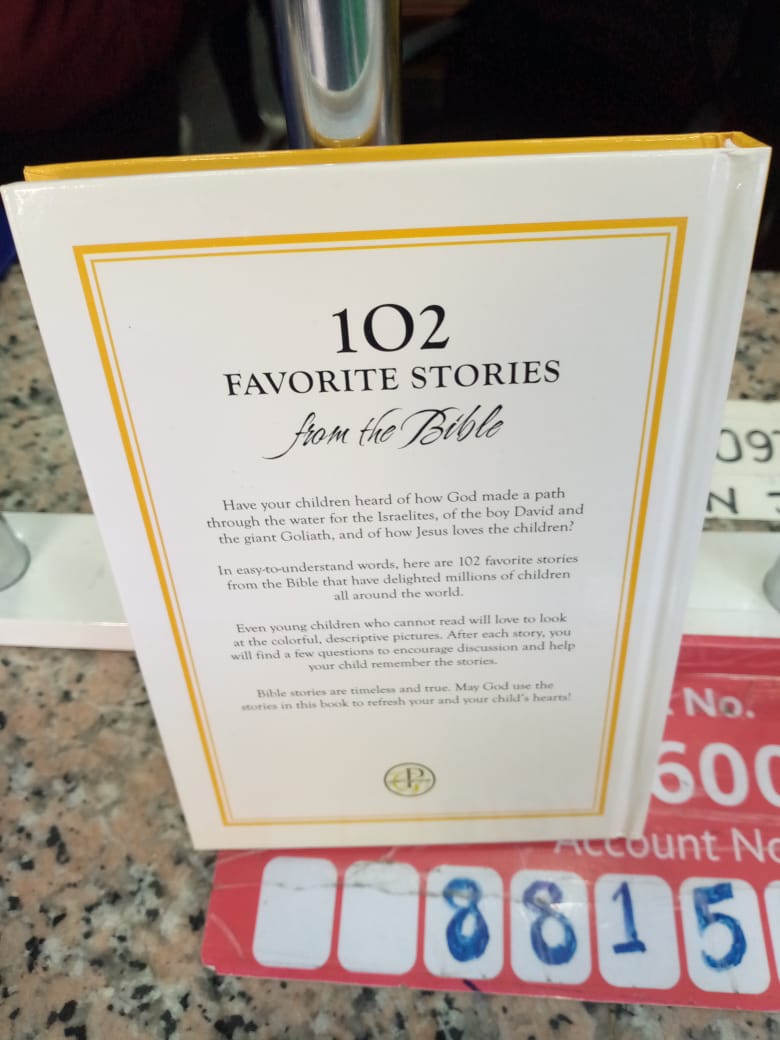 102
FAVORITE STORIES
from the Bible
Have your children heard of how God made a path
through the water for the Israelites, of the boy David and
the giant Goliath, and of how Jesus loves the children?
In easy-to-understand words, here are 102 favorite stories
from the Bible that have delighted millions of children
all around the world.
Even young children who cannot read will love to look
at the colorful, descriptive pictures. After each story, you
will find a few questions to encourage discussion and help
your child remember the stories.
Bible stories are timeless and true. May God use the
stories in this book to refresh your and your child's hearts!
097
N
No.
600
Account No
8 8 1 5